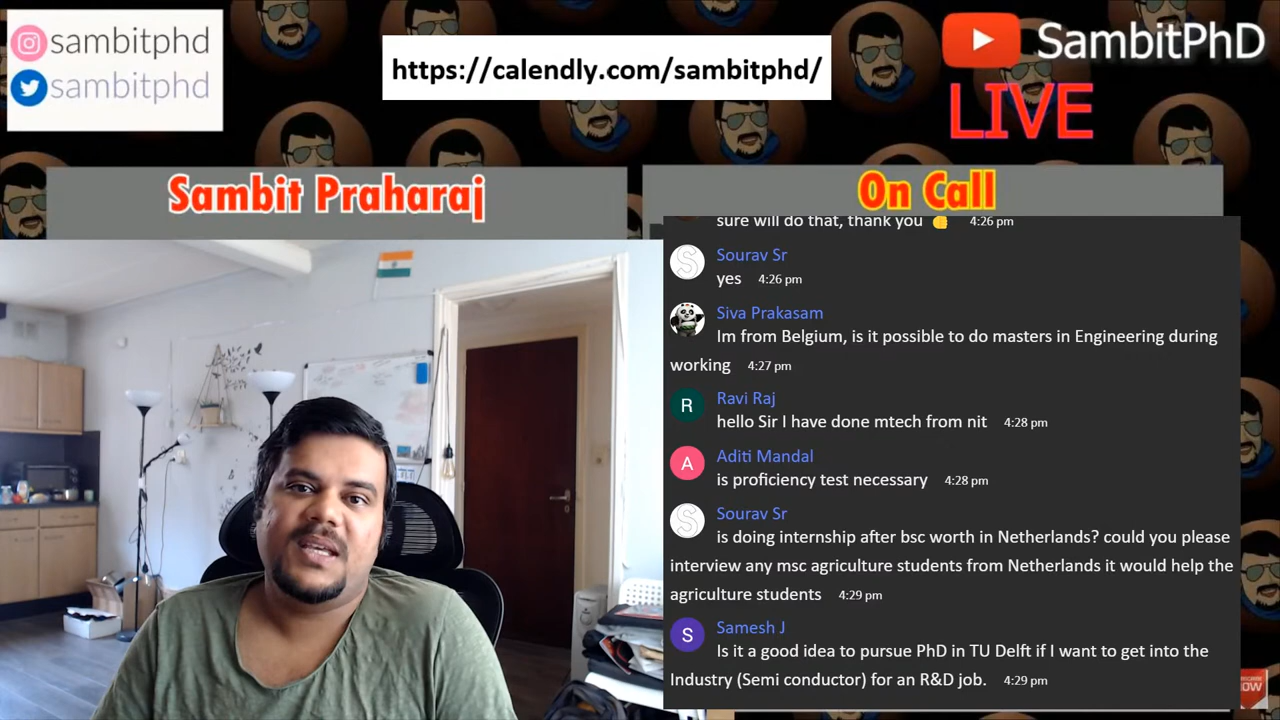 sambitphd
sambitphd
https://calendly.com/sambitphd/
SambitPhD
LIVE
Sambit Praharaj
On Call
sure will do that, thank you 4:26 pm
Sourav Sr
yes 4:26 pm
Siva Prakasam
Im from Belgium, is it possible to do masters in Engineering during
working 4:27 pm
R
Ravi Raj
hello Sir I have done mtech from nit 4:28 pm
A
Aditi Mandal
is proficiency test necessary 4:28 pm
S
Sourav Sr
is doing internship after bsc worth in Netherlands? could you please
interview any msc agriculture students from Netherlands it would help the
agriculture students 4:29 pm
S
Samesh J
Is it a good idea to pursue PhD in TU Delft if I want to get into the
Industry (Semi conductor) for an R&D job. 4:29 pm